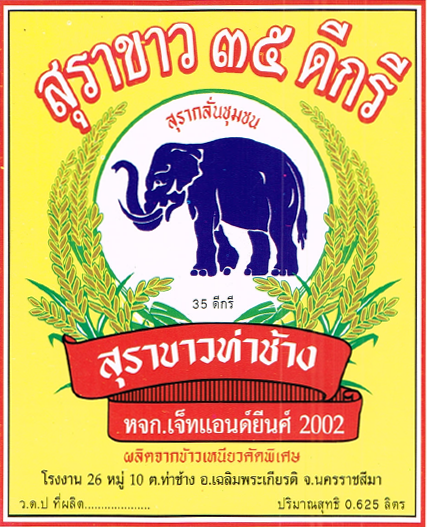 สุราขาว ๓๕ ดีกรี
สุรากลั่นชุมชน
35 ดีกรี
สุราขาวท่าช้าง
หจก.เจ็ทแอนด์ยีนศ์ 2002
ผลิตจากข้าวเหนียวคัดพิเศษ
โรงงาน 26 หมู่ 10 ต.ท่าช้าง อ.เฉลิมพระเกียรติ จ.นครราชสีมา
ว.ด.ป ที่ผลิต.................... ปริมาณสุทธิ 0.625 ลิตร